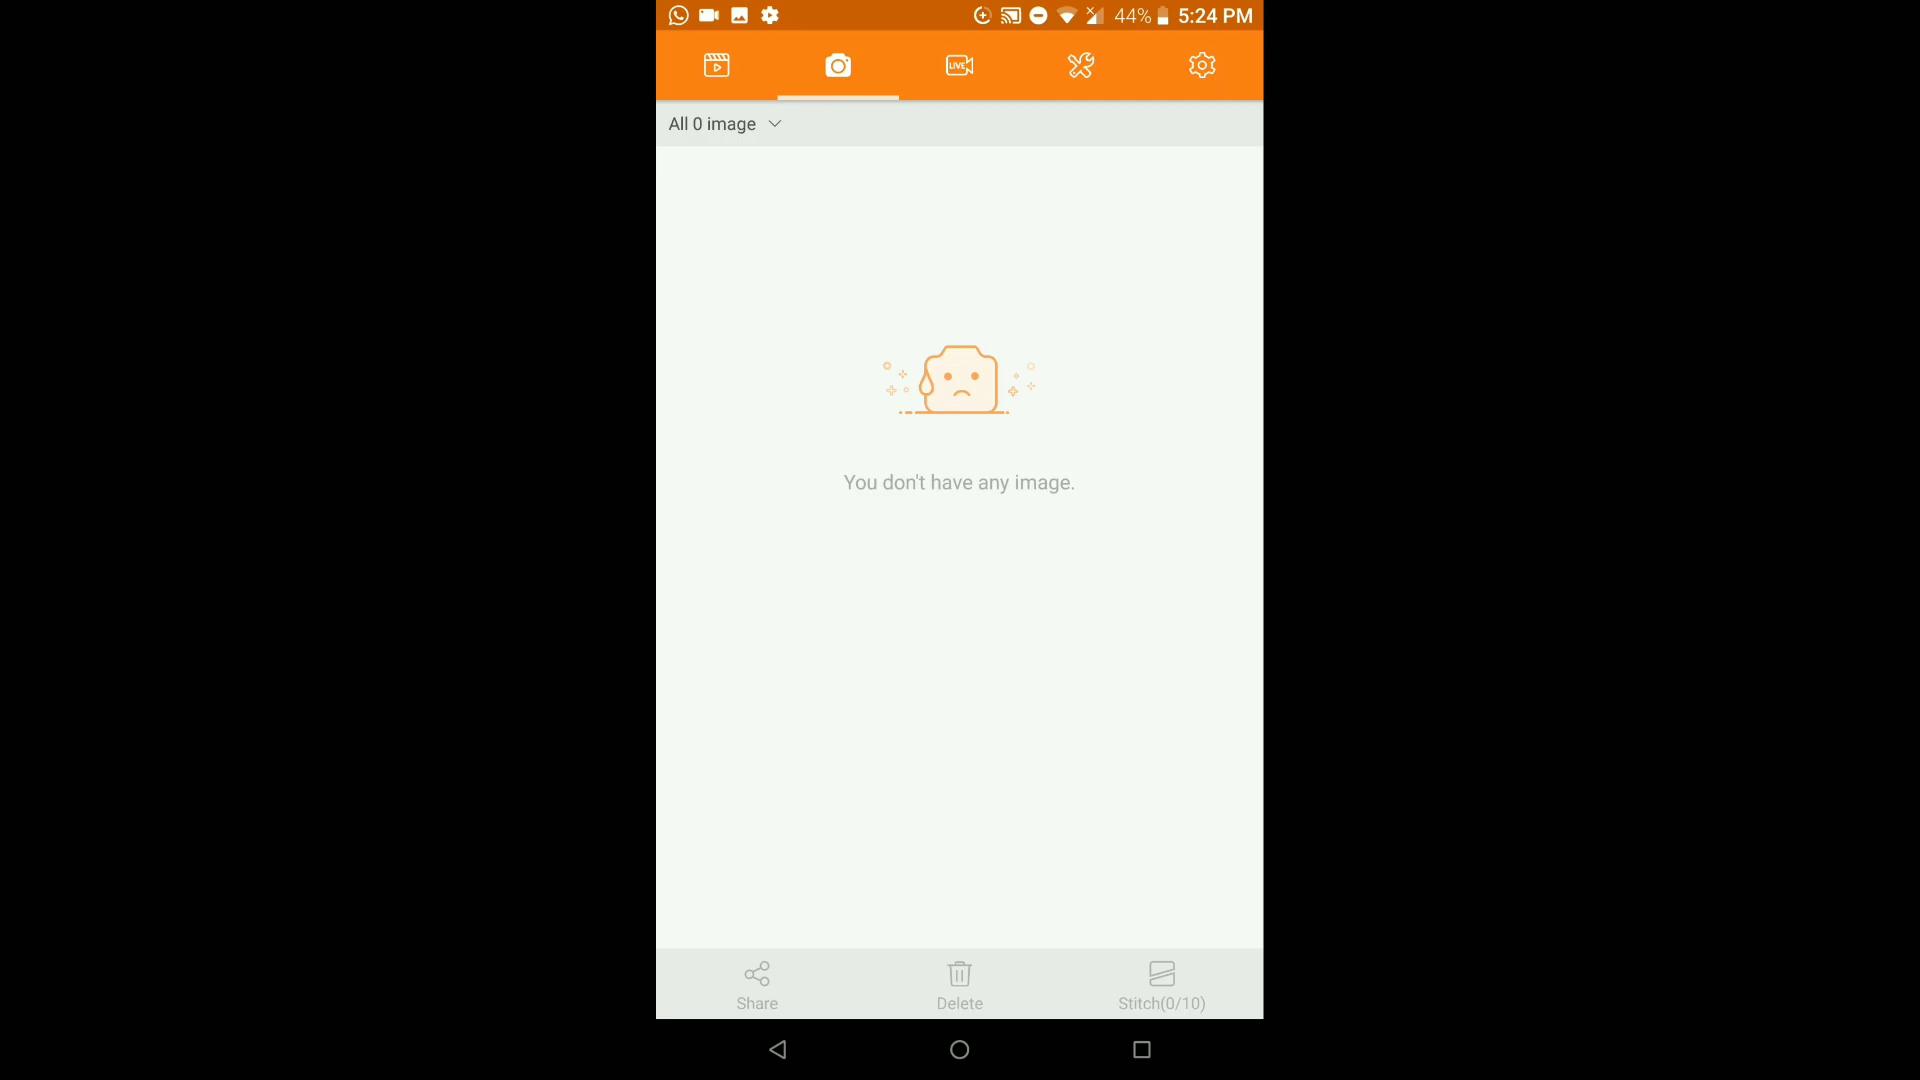 44% 5:24 PM
LIVE
All 0 image
You don't have any image.
Share Delete Stitch(0/10)